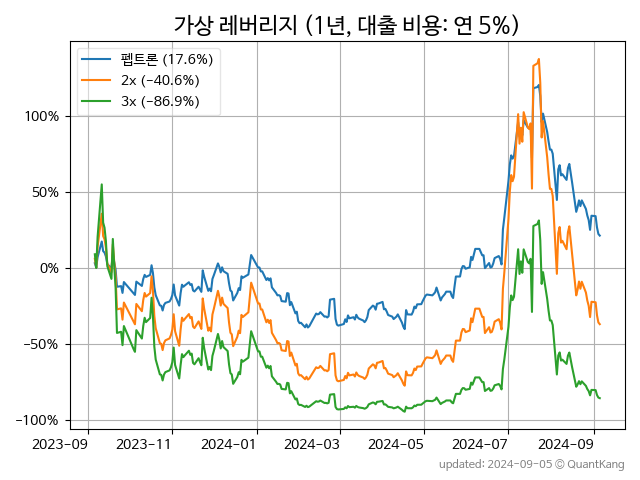 가상 레버리지 (1년, 대출 비용: 연 5%)
펩트론 (17.6%)
2x (−40.6%)
3x (−86.9%)
100%
50%
0%
−50%
−100%
2023-09 2023-11 2024-01 2024-03 2024-05 2024-07 2024-09
updated: 2024-09-05 © QuantKang